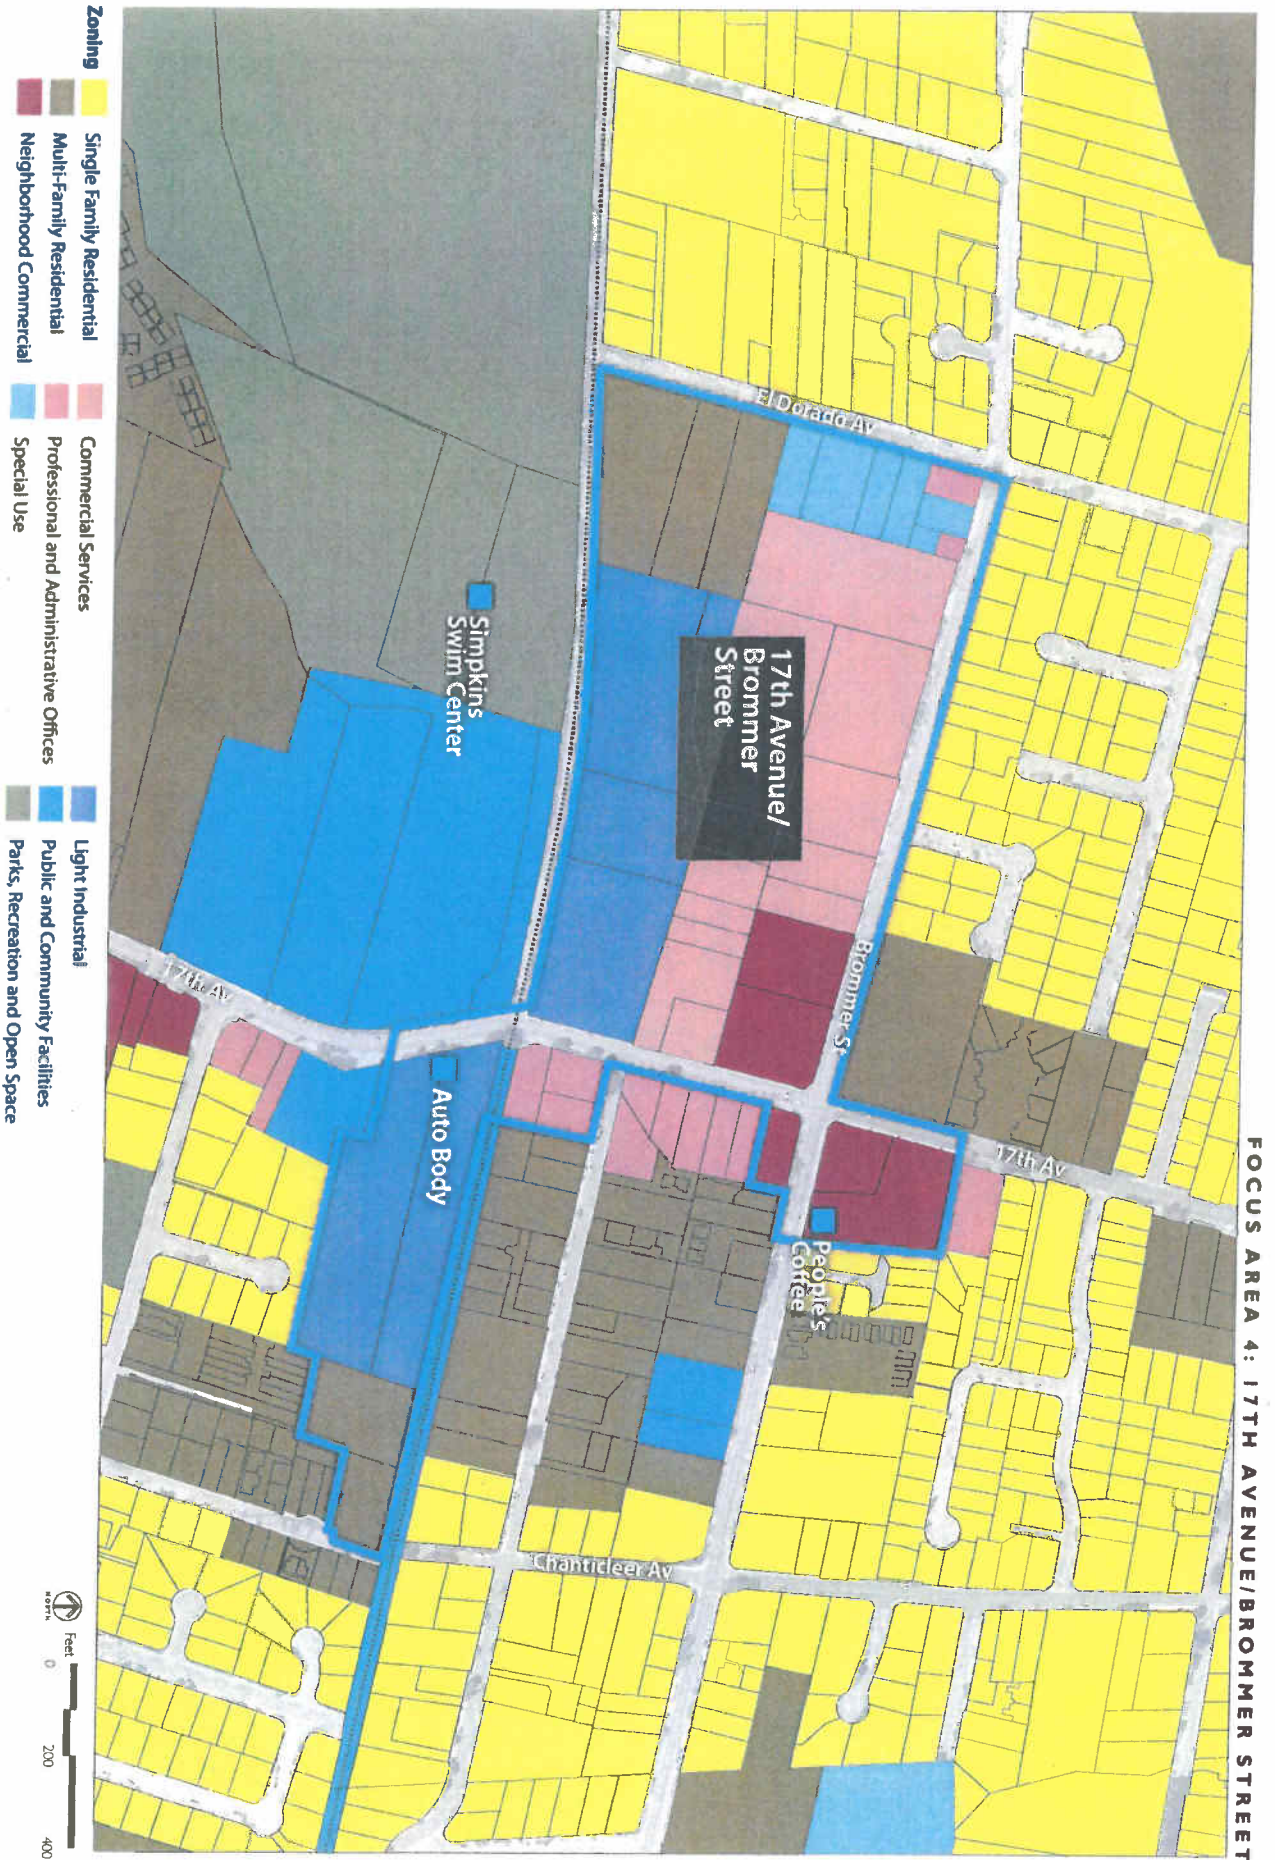 FOCUS AREA 4: 17TH AVENUE/BROMMER STREET
El Dorado Av
Brommer St
17th Av
17th Avenue/
Brommer
Street
People's
Coffee
Simpkins
Swim Center
Auto Body
Chanticleer Av
17th Av
Zoning
Single Family Residential
Multi-Family Residential
Neighborhood Commercial
Commercial Services
Professional and Administrative Offices
Special Use
Light Industrial
Public and Community Facilities
Parks, Recreation and Open Space
NORTH
Feet
0
200
400